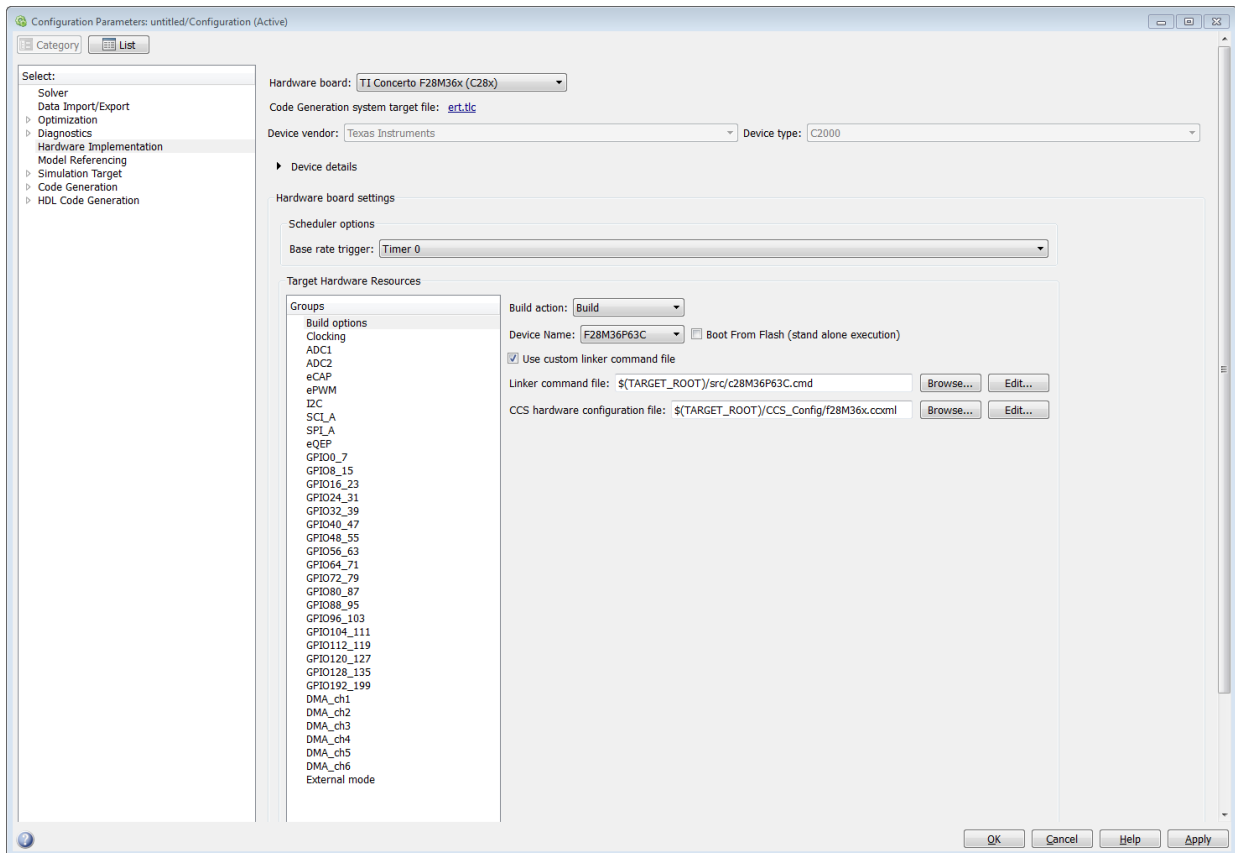 Configuration Parameters: untitled/Configuration (Active)
Category
List
Select:
Solver
Data Import/Export
Optimization
Diagnostics
Hardware Implementation
Model Referencing
Simulation Target
Code Generation
HDL Code Generation
Hardware board: TI Concerto F28M36x (C28x)
Code Generation system target file: ert.tlc
Device vendor: Texas Instruments Device type: C2000
Device details
Hardware board settings
Scheduler options
Base rate trigger: Timer 0
Target Hardware Resources
Groups
Build options
Clocking
ADC1
ADC2
eCAP
ePWM
I2C
SCI_A
SPI_A
eQEP
GPIO0_7
GPIO8_15
GPIO16_23
GPIO24_31
GPIO32_39
GPIO40_47
GPIO48_55
GPIO56_63
GPIO64_71
GPIO72_79
GPIO80_87
GPIO88_95
GPIO96_103
GPIO104_111
GPIO112_119
GPIO120_127
GPIO128_135
GPIO192_199
DMA_ch1
DMA_ch2
DMA_ch3
DMA_ch4
DMA_ch5
DMA_ch6
External mode
Build action: Build
Device Name: F28M36P63C Boot From Flash (stand alone execution)
Use custom linker command file
Linker command file: $(TARGET_ROOT)/src/c28M36P63C.cmd Browse... Edit...
CCS hardware configuration file: $(TARGET_ROOT)/CCS_Config/f28M36x.ccxml Browse... Edit...
OK Cancel Help Apply